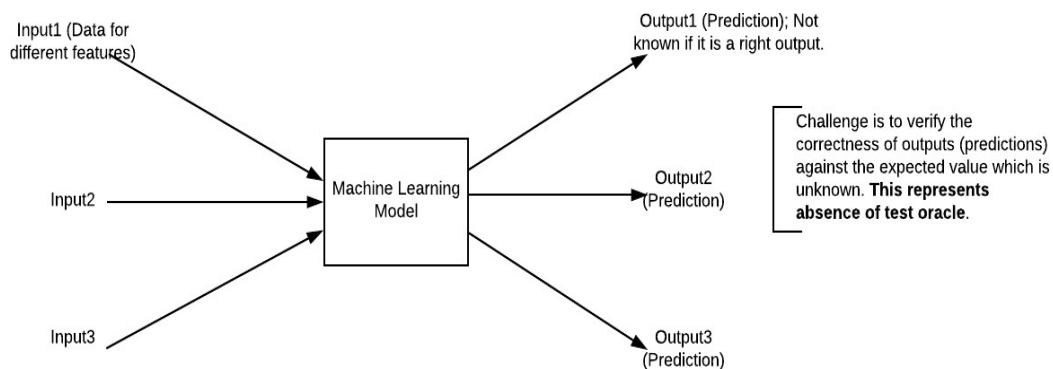 Input1 (Data for
different features)
Output1 (Prediction); Not
known if it is a right output.
Challenge is to verify the
correctness of outputs (predictions)
against the expected value which is
unknown. This represents
absence of test oracle.
Machine Learning
Model
Input2
Output2
(Prediction)
Input3
Output3
(Prediction)